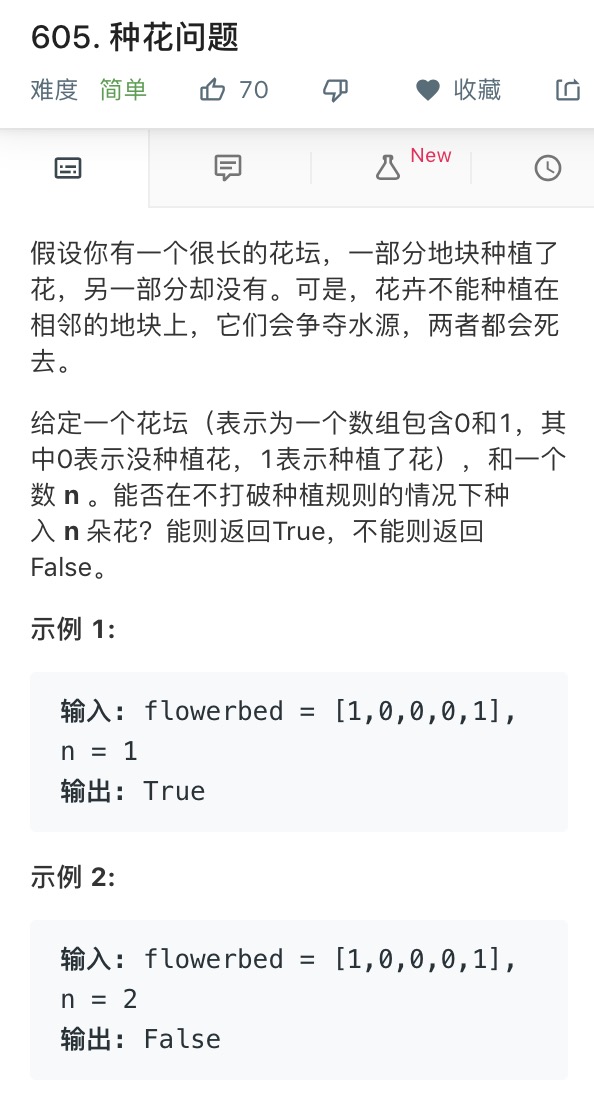 605. 种花问题
难度 简单 70 收藏
New
假设你有一个很长的花坛，一部分地块种植了
花，另一部分却没有。可是，花卉不能种植在
相邻的地块上，它们会争夺水源，两者都会死
去。
给定一个花坛（表示为一个数组包含0和1，其
中0表示没种植花，1表示种植了花），和一个
数 n 。能否在不打破种植规则的情况下种
入 n 朵花？能则返回True，不能则返回
False。
示例 1:
输入: flowerbed = [1,0,0,0,1],
n = 1
输出: True
示例 2:
输入: flowerbed = [1,0,0,0,1],
n = 2
输出: False